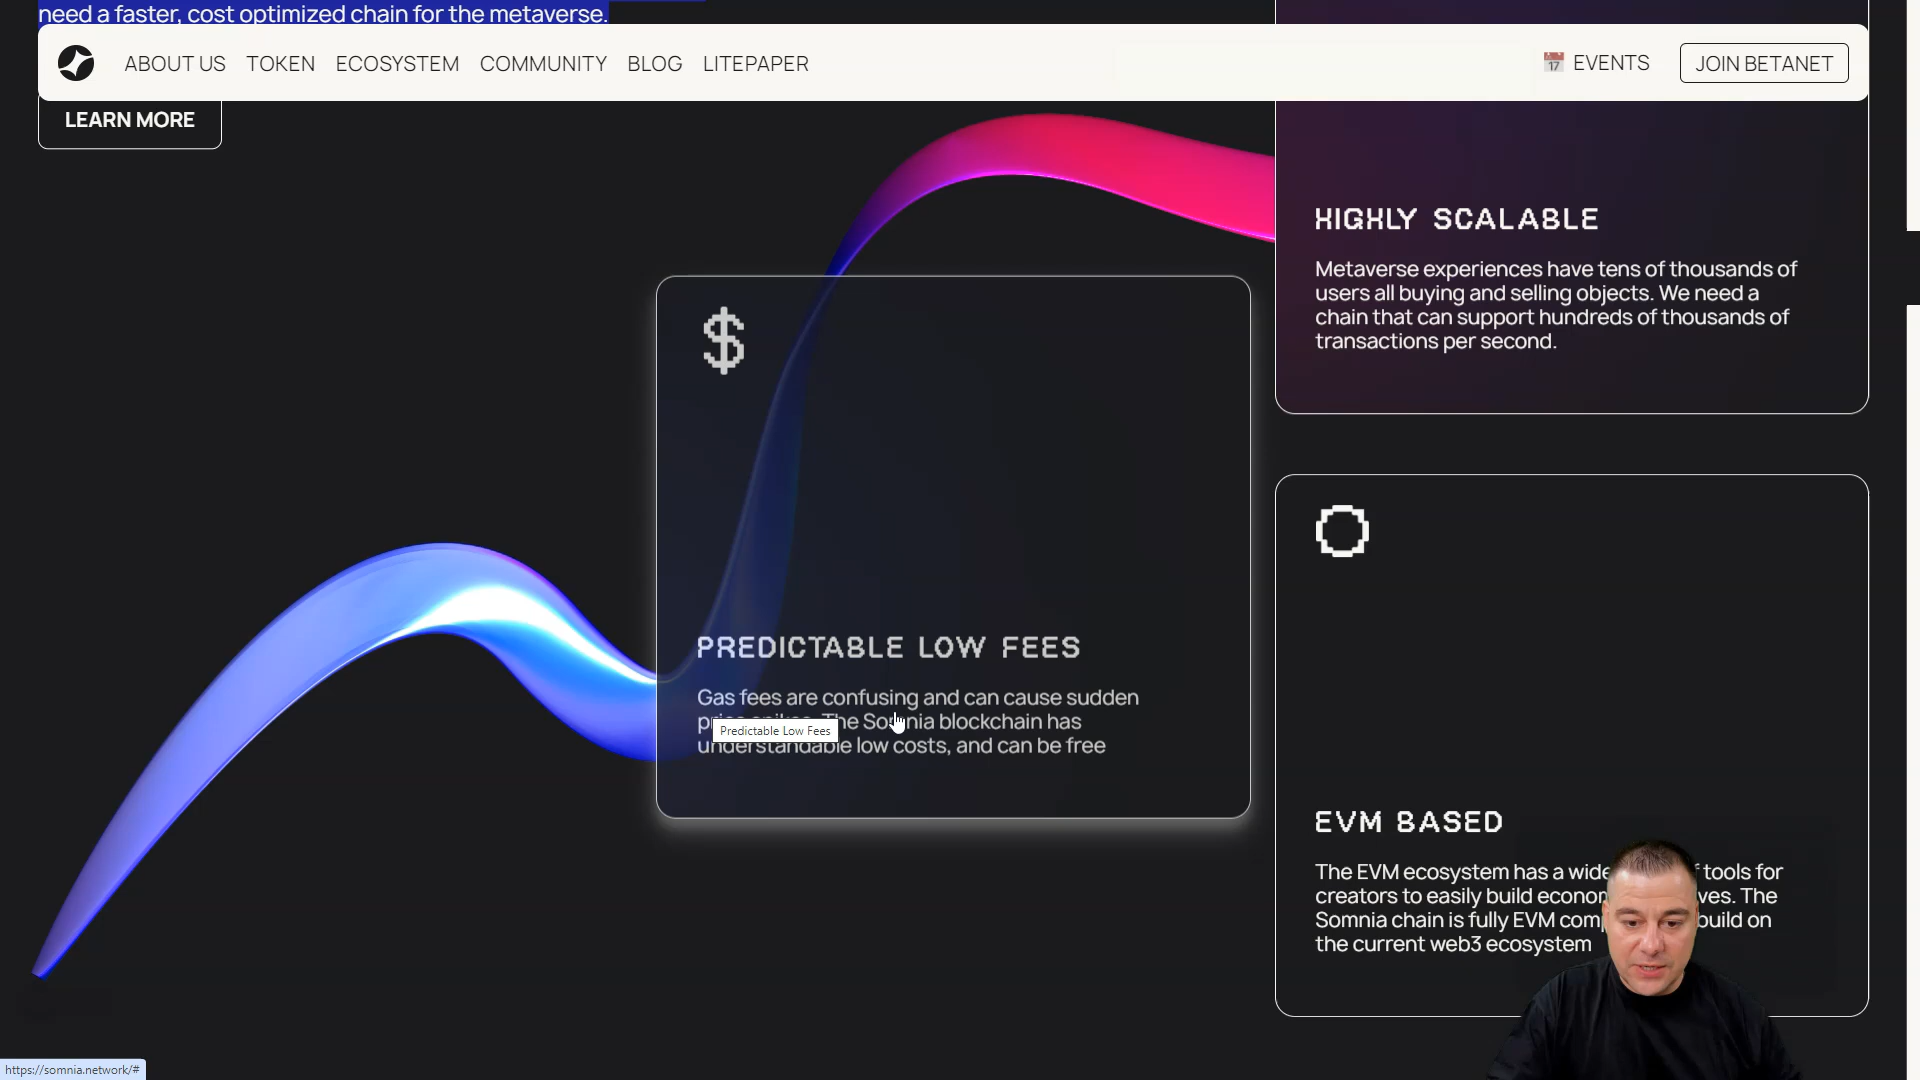 need a faster, cost optimized chain for the metaverse.
ABOUT US TOKEN ECOSYSTEM COMMUNITY BLOG LITEPAPER
17 EVENTS
JOIN BETANET
LEARN MORE
HIGHLY SCALABLE
Metaverse experiences have tens of thousands of
users all buying and selling objects. We need a
chain that can support hundreds of thousands of
transactions per second.
$
PREDICTABLE LOW FEES
Gas fees are confusing and can cause sudden
The Somnia blockchain has
Predictable Low Fees
understandable low costs, and can be free
EVM BASED
The EVM ecosystem has a wide tools for
creators to easily build
The
Somnia chain is fully EVM build on
the current web3 ecosystem
https://somnia.network/#